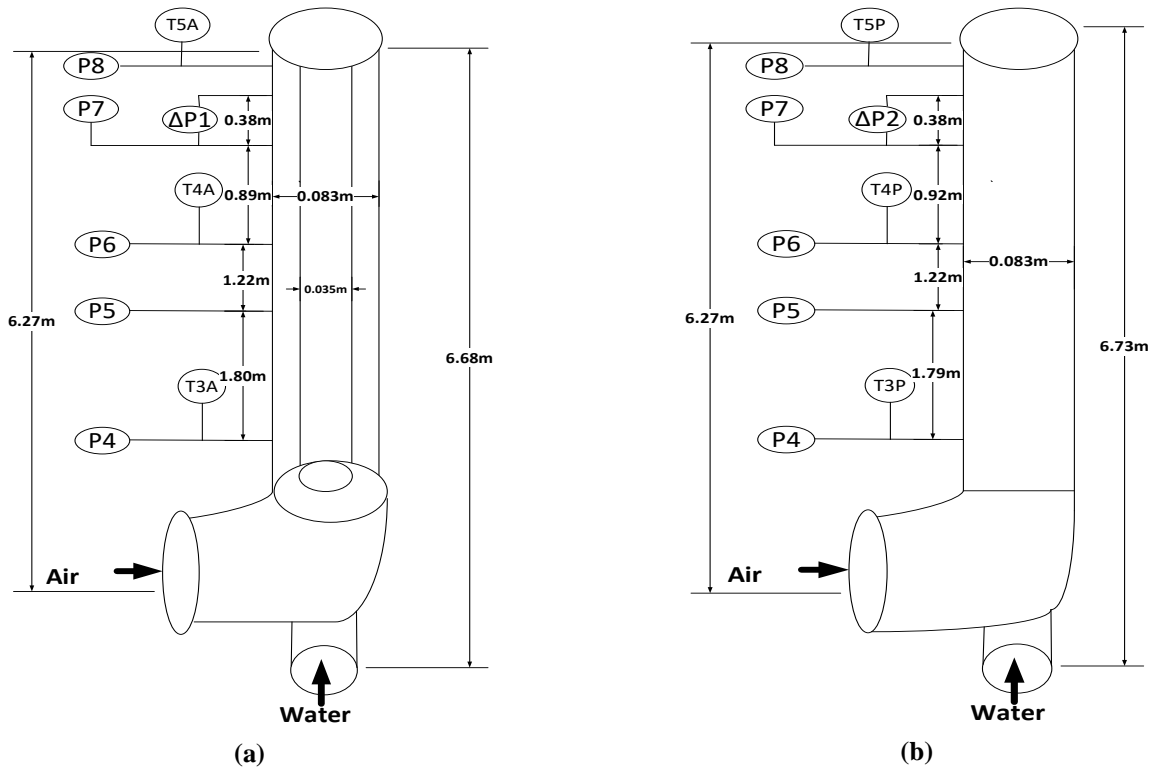 T5A
P8
P7
ΔP1
0.38m
T4A
0.89m
0.083m
P6
1.22m
0.035m
P5
6.27m
6.68m
1.80m
T3A
P4
Air
Water
(a)
T5P
P8
P7
ΔP2
0.38m
T4P
0.92m
P6
0.083m
1.22m
P5
6.27m
6.73m
1.79m
T3P
P4
Air
Water
(b)